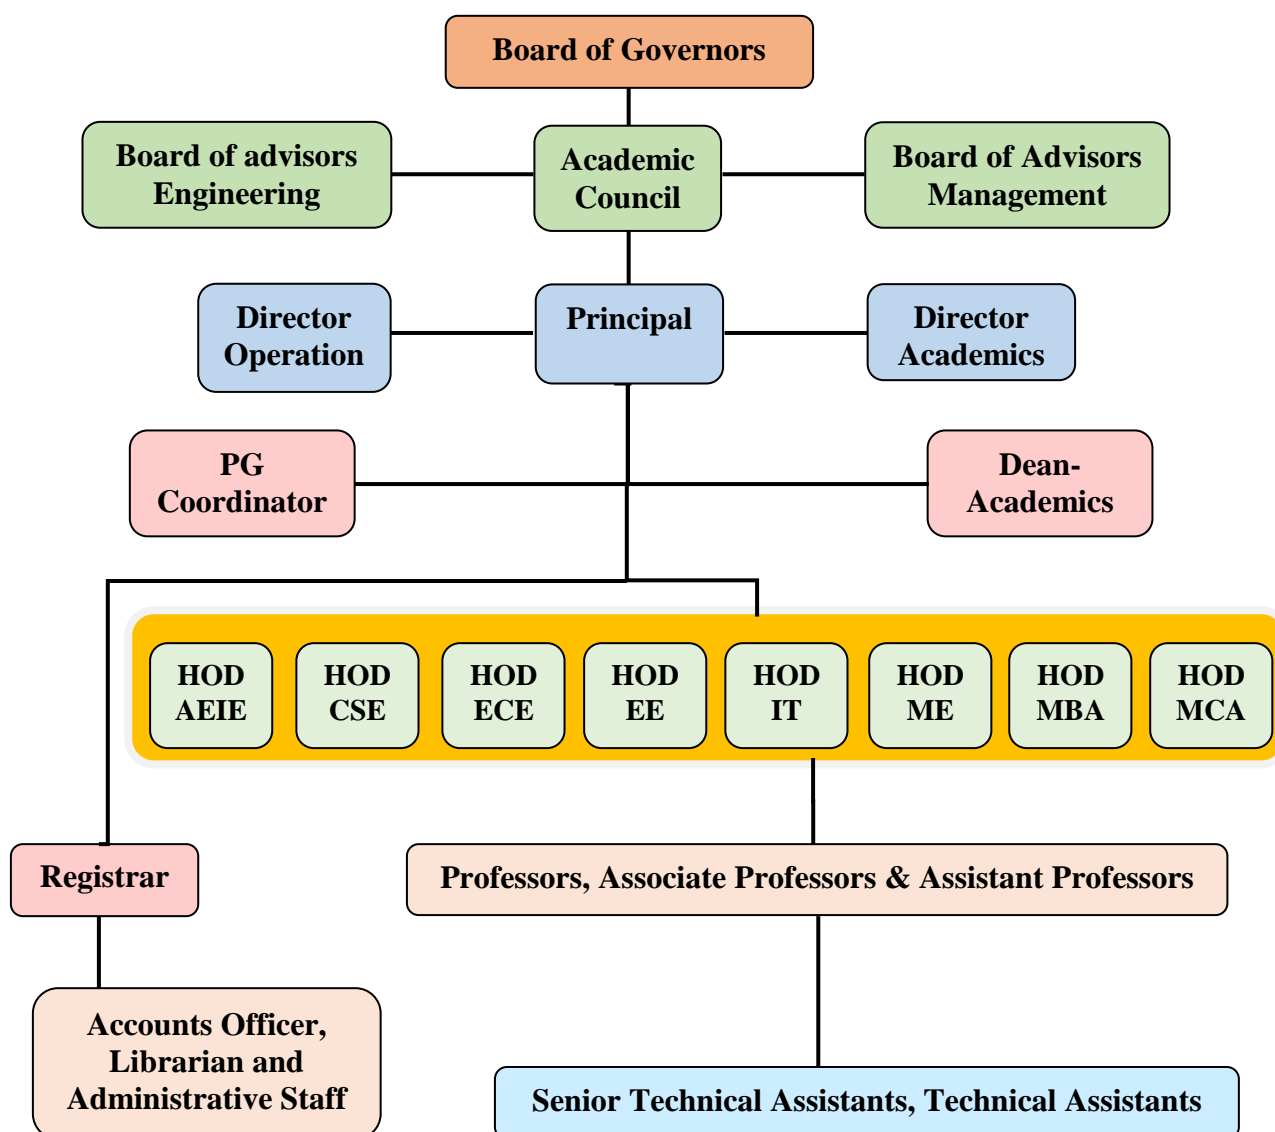 Board of Governors
Board of advisors
Engineering
Academic
Council
Board of Advisors
Management
Director
Operation
Principal
Director
Academics
PG
Coordinator
Dean-
Academics
HOD
AEIE
HOD
CSE
HOD
ECE
HOD
EE
HOD
IT
HOD
ME
HOD
MBA
HOD
MCA
Registrar
Professors, Associate Professors & Assistant Professors
Accounts Officer,
Librarian and
Administrative Staff
Senior Technical Assistants, Technical Assistants